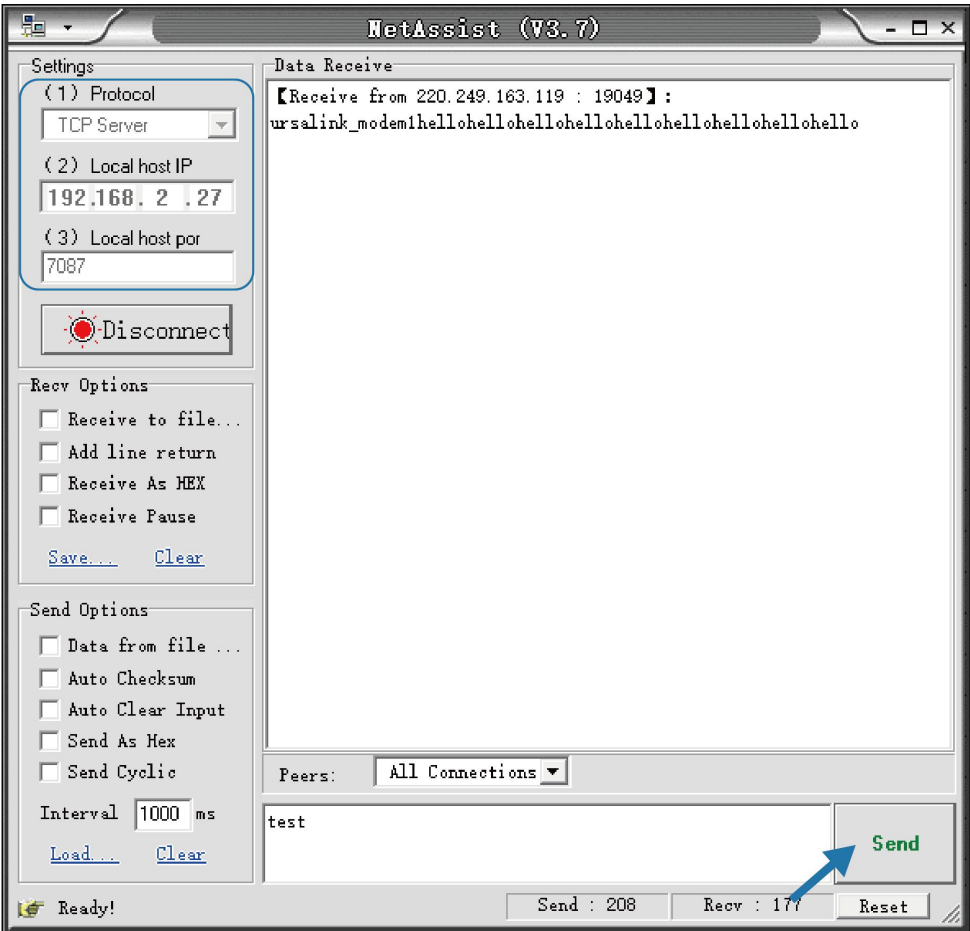 NetAssist (V3.7)
Settings
(1) Protocol
TCP Server
(2) Local host IP
192.168. 2 .27
(3) Local host por
7087
Disconnect
Recv Options
Receive to file...
Add line return
Receive As HEX
Receive Pause
Save... Clear
Send Options
Data from file ...
Auto Checksum
Auto Clear Input
Send As Hex
Send Cyclic
Interval 1000 ms
Load... Clear
Data Receive
【Receive from 220.249.163.119 : 19049】:
ursalink_modem1hellohellohellohellohellohellohellohellohello
Peers: All Connections
test
Send
Ready!
Send : 208
Recv : 177
Reset